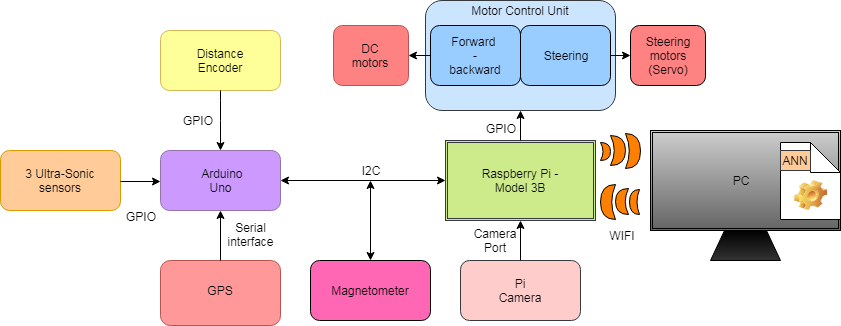 Motor Control Unit
DC
motors
Forward
-
backward
Steering
Steering
motors
(Servo)
Distance
Encoder
GPIO
GPIO
3 Ultra-Sonic
sensors
GPIO
Arduino
Uno
I2C
Raspberry Pi -
Model 3B
PC
ANN
Serial
interface
Camera
Port
WIFI
GPS
Magnetometer
Pi
Camera